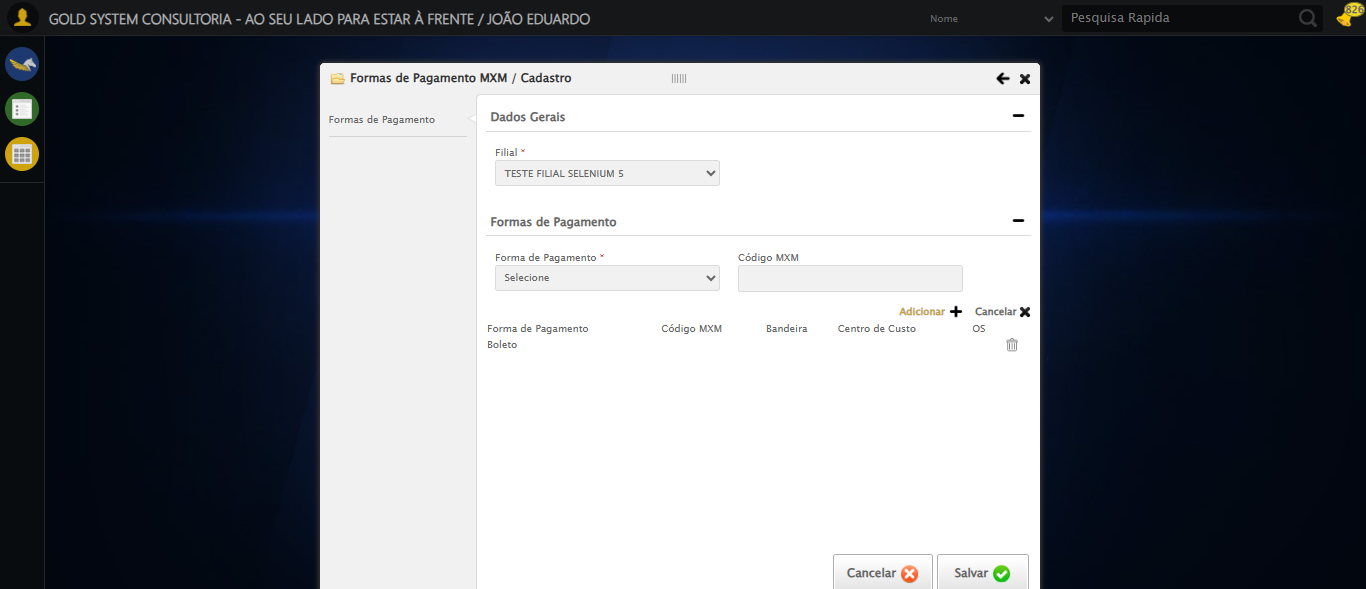 GOLD SYSTEM CONSULTORIA - AO SEU LADO PARA ESTAR À FRENTE / JOÃO EDUARDO
Nome
Pesquisa Rapida
826
Formas de Pagamento MXM / Cadastro
Formas de Pagamento
Dados Gerais
Filial *
TESTE FILIAL SELENIUM 5
Formas de Pagamento
Forma de Pagamento * Código MXM
Selecione
Adicionar Cancelar
Forma de Pagamento Código MXM Bandeira Centro de Custo OS
Boleto
Cancelar Salvar